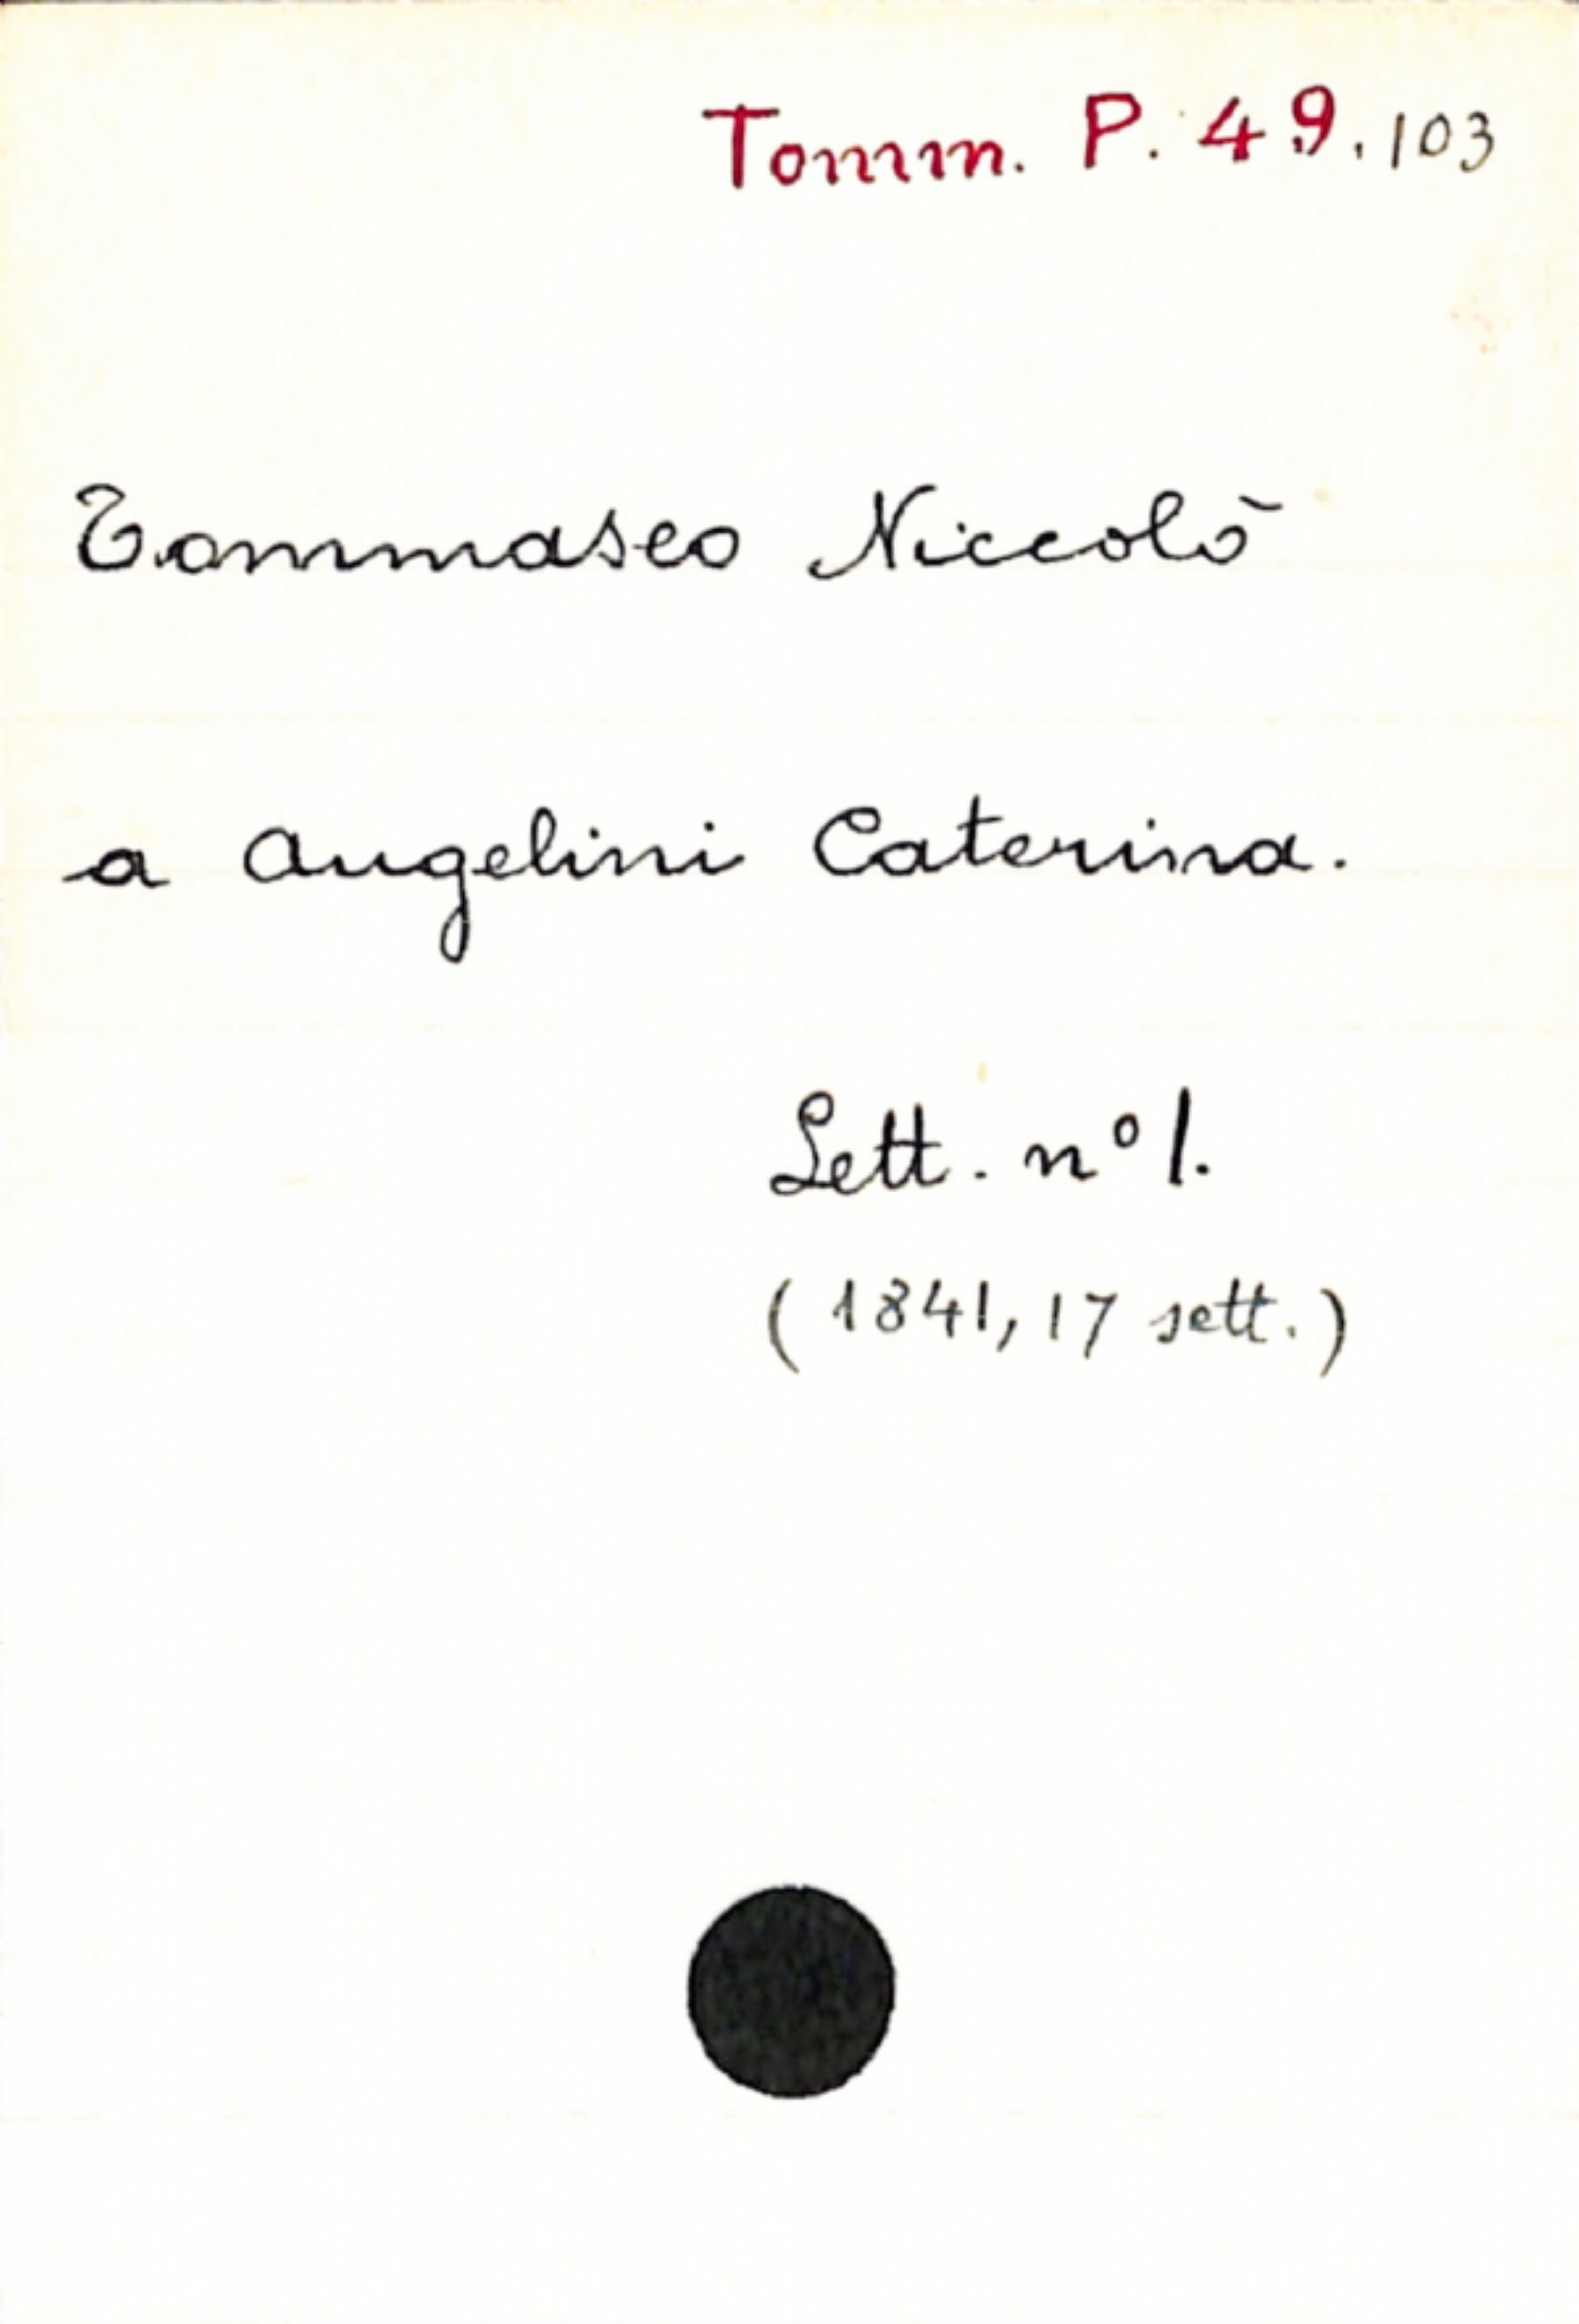 Tomm. P. 49.103
Tommaseo Niccolò
a Angelini Caterina.
Lett. n° 1.
(1841, 17 sett.)